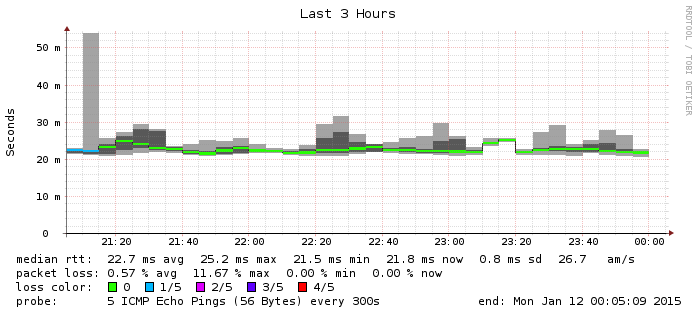 Last 3 Hours
RRDTOOL / TOBI OETIKER
Seconds
50 m
40 m
30 m
20 m
10 m
0
21:20 21:40 22:00 22:20 22:40 23:00 23:20 23:40 00:00
median rtt: 22.7 ms avg 25.2 ms max 21.5 ms min 21.8 ms now 0.8 ms sd 26.7 am/s
packet loss: 0.57 % avg 11.67 % max 0.00 % min 0.00 % now
loss color: 0 1/5 2/5 3/5 4/5
probe: 5 ICMP Echo Pings (56 Bytes) every 300s end: Mon Jan 12 00:05:09 2015